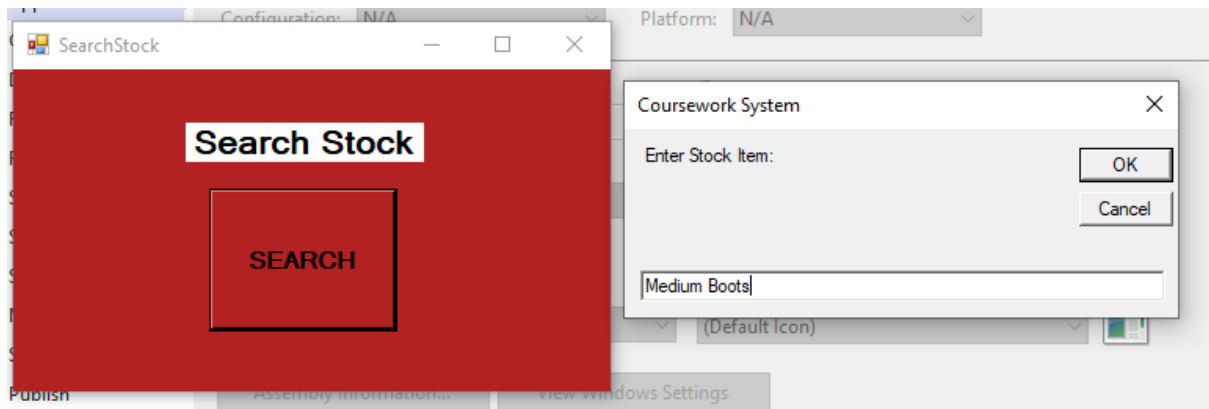 Configuration: N/A
Platform: N/A
SearchStock
Search Stock
SEARCH
Coursework System
Enter Stock Item:
OK
Cancel
Medium Boots
(Default Icon)
Publish
Assembly Information...
View Windows Settings